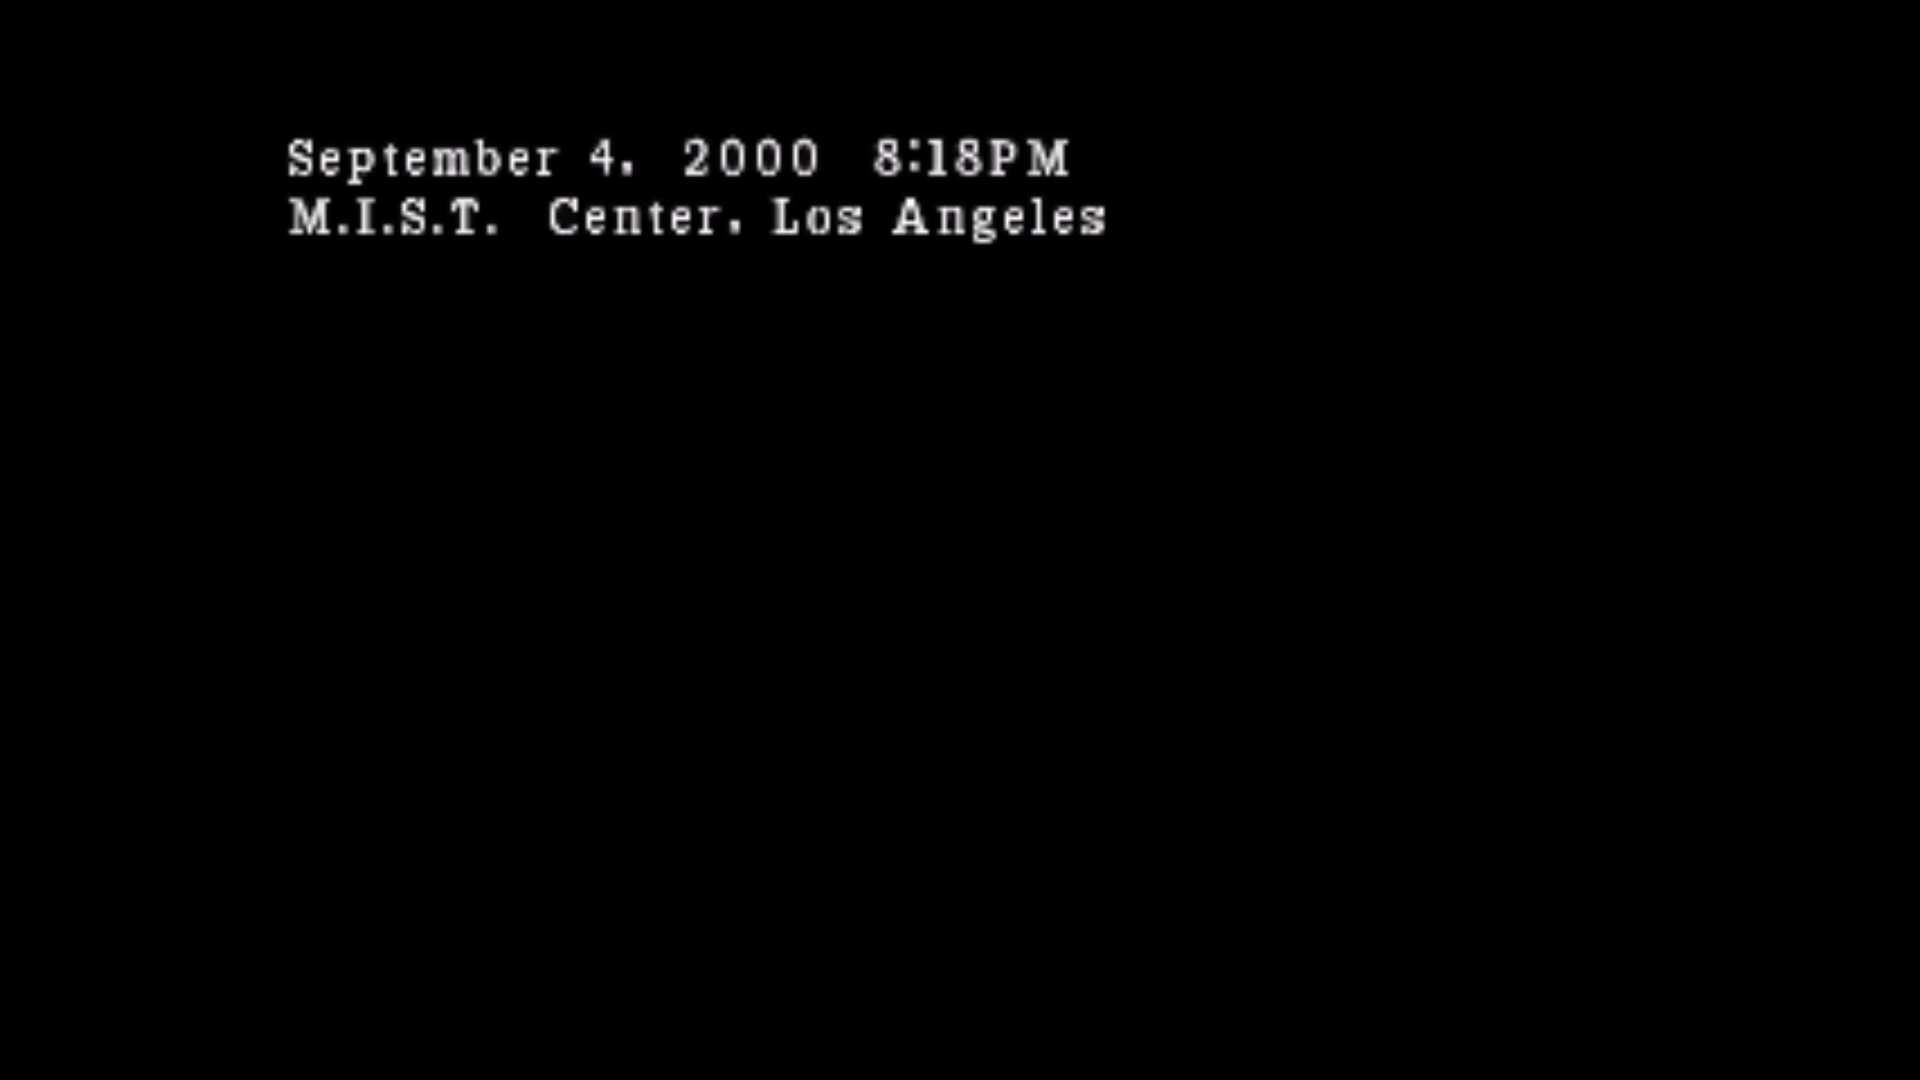 September 4, 2000 8:18PM
M.I.S.T. Center, Los Angeles